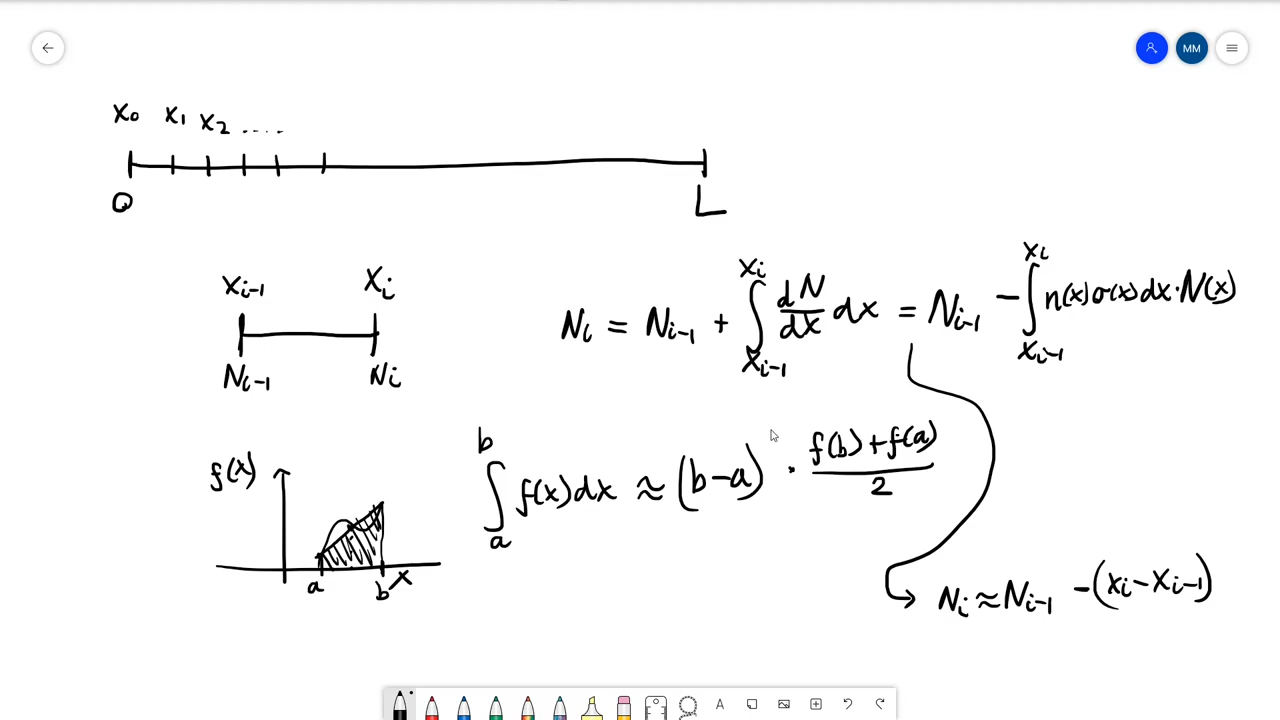 MM
x₀ x₁ x₂ .....
0 L
xᵢ₋₁ xᵢ
Nᵢ₋₁ Nᵢ
Nᵢ = Nᵢ₋₁ + ∫_{xᵢ₋₁}^{xᵢ} dN/dx dx = Nᵢ₋₁ - ∫_{xᵢ₋₁}^{xᵢ} n(x)σ(x)dx·N(x)
f(x)
a b x
∫_a^b f(x)dx ≈ (b-a) · (f(b)+f(a))/2
Nᵢ ≈ Nᵢ₋₁ -(xᵢ - xᵢ₋₁)
A